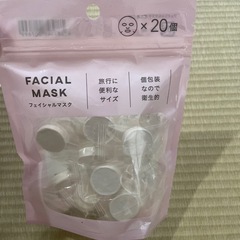 ×20個
FACIAL
MASK
フェイシャルマスク
旅行に
便利な
サイズ
個包装
なので
衛生的